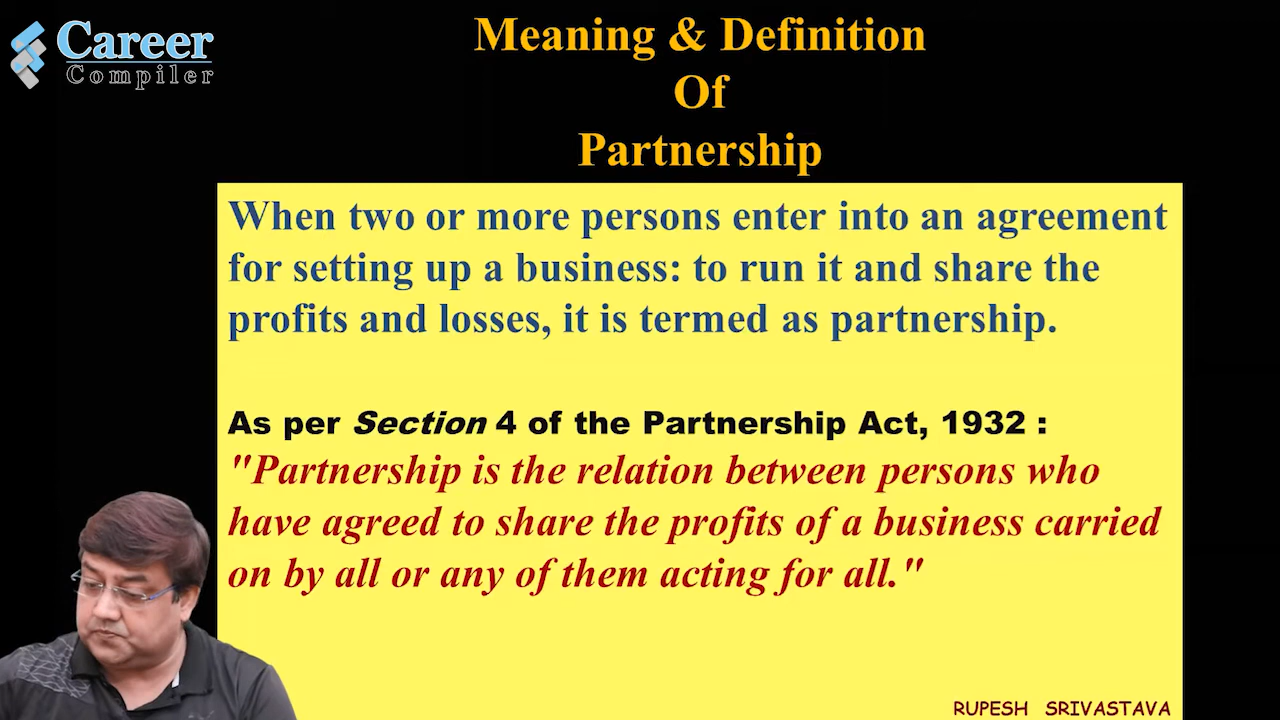 Career
Compiler
Meaning & Definition
Of
Partnership
When two or more persons enter into an agreement
for setting up a business: to run it and share the
profits and losses, it is termed as partnership.
As per Section 4 of the Partnership Act, 1932 :
"Partnership is the relation between persons who
have agreed to share the profits of a business carried
on by all or any of them acting for all."
RUPESH SRIVASTAVA